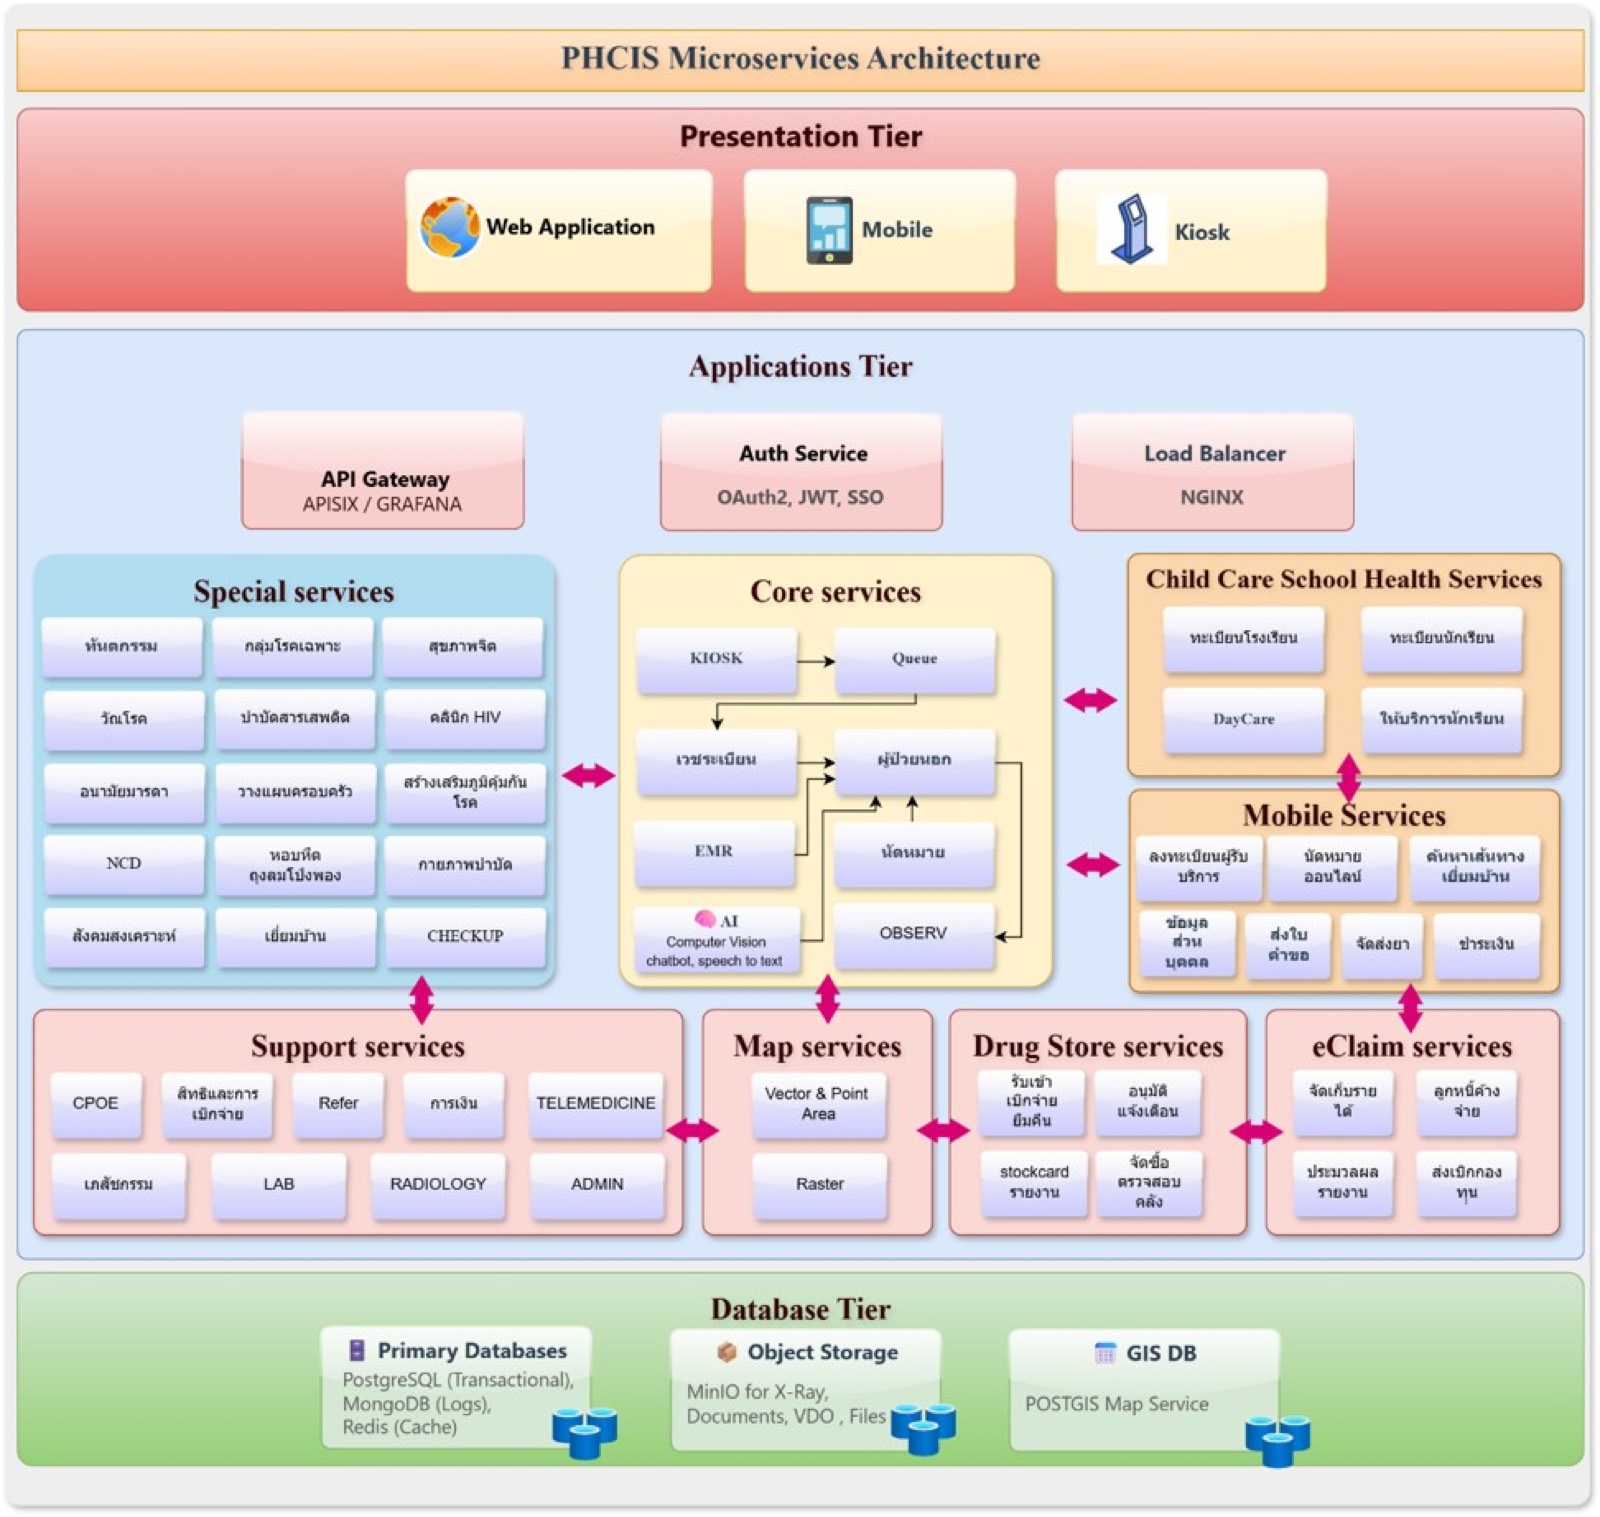 PHCIS Microservices Architecture
Presentation Tier
Web Application
Mobile
Kiosk
Applications Tier
API Gateway
APISIX / GRAFANA
Auth Service
OAuth2, JWT, SSO
Load Balancer
NGINX
Special services
ทันตกรรม
กลุ่มโรคเฉพาะ
สุขภาพจิต
วัณโรค
บำบัดสารเสพติด
คลินิก HIV
อนามัยมารดา
วางแผนครอบครัว
สร้างเสริมภูมิคุ้มกัน
โรค
NCD
หอบหืด
ถุงลมโป่งพอง
กายภาพบำบัด
สังคมสงเคราะห์
เยี่ยมบ้าน
CHECKUP
Core services
KIOSK
Queue
เวชระเบียน
ผู้ป่วยนอก
EMR
นัดหมาย
AI
Computer Vision
chatbot, speech to text
OBSERV
Child Care School Health Services
ทะเบียนโรงเรียน
ทะเบียนนักเรียน
DayCare
ให้บริการนักเรียน
Mobile Services
ลงทะเบียนผู้รับ
บริการ
นัดหมาย
ออนไลน์
ค้นหาเส้นทาง
เยี่ยมบ้าน
ข้อมูล
ส่วน
บุคคล
ส่งใบ
คำขอ
จัดส่งยา
ชำระเงิน
Support services
CPOE
สิทธิและการ
เบิกจ่าย
Refer
การเงิน
TELEMEDICINE
เภสัชกรรม
LAB
RADIOLOGY
ADMIN
Map services
Vector & Point
Area
Raster
Drug Store services
รับเข้า
เบิกจ่าย
ยืมคืน
อนุมัติ
แจ้งเตือน
stockcard
รายงาน
จัดซื้อ
ตรวจสอบ
คลัง
eClaim services
จัดเก็บราย
ได้
ลูกหนี้ค้าง
จ่าย
ประมวลผล
รายงาน
ส่งเบิกกอง
ทุน
Database Tier
Primary Databases
PostgreSQL (Transactional),
MongoDB (Logs),
Redis (Cache)
Object Storage
MinIO for X-Ray,
Documents, VDO , Files
GIS DB
POSTGIS Map Service